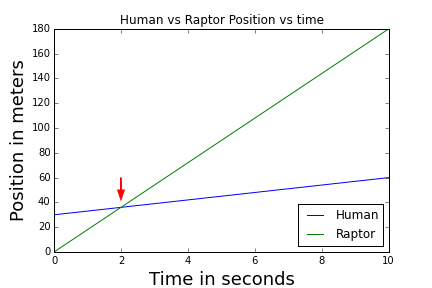 Human vs Raptor Position vs time
180
160
140
120
100
80
60
40
20
0
Position in meters
0 2 4 6 8 10
Time in seconds
Human
Raptor